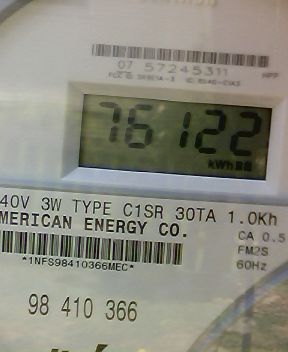 07 57245311
HPP
76122
kWh
40V 3W TYPE C1SR 30TA 1.0Kh
MERICAN ENERGY CO.
CA 0.5
FM2S
60Hz
*1NFS98410366MEC*
98 410 366